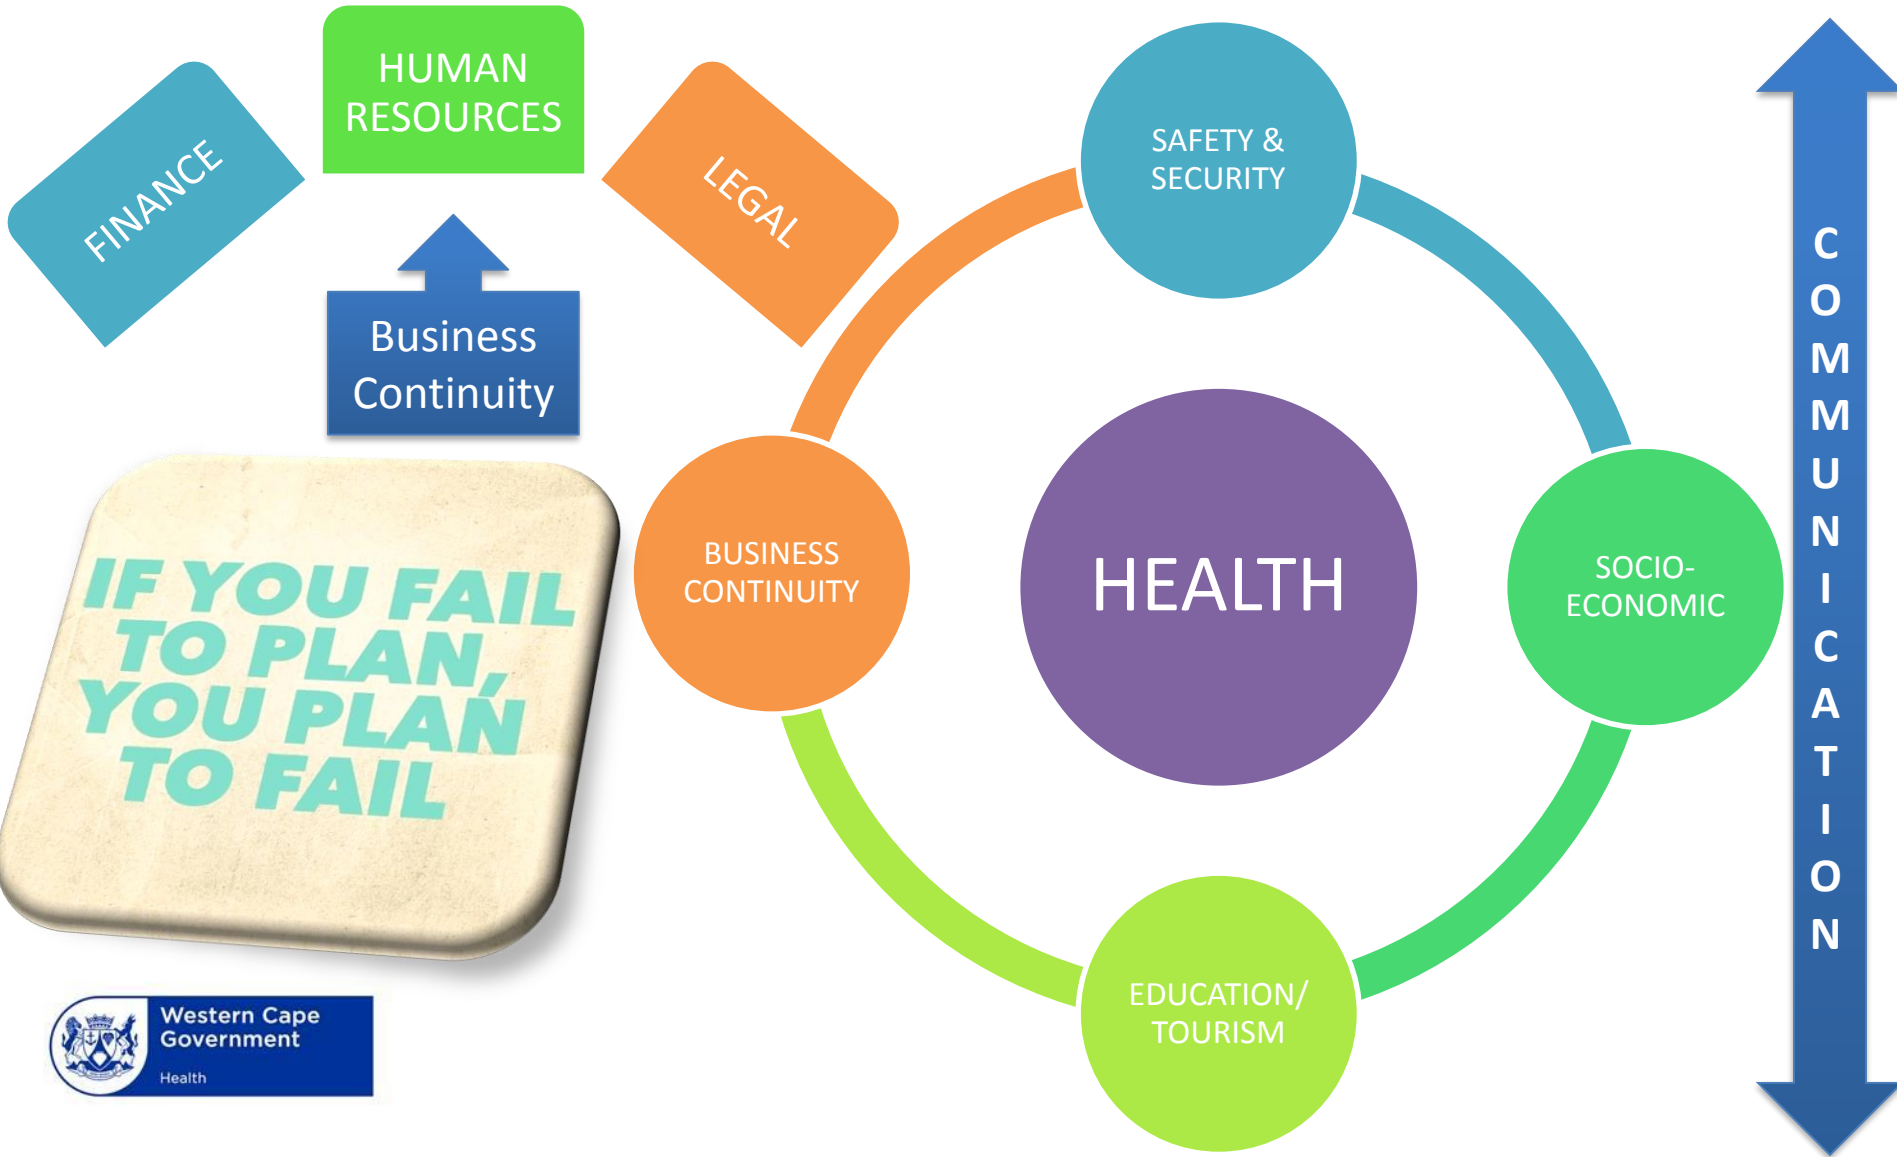 HUMAN
RESOURCES
FINANCE
LEGAL
Business
Continuity
IF YOU FAIL
TO PLAN,
YOU PLAN
TO FAIL
Western Cape
Government
Health
SAFETY &
SECURITY
BUSINESS
CONTINUITY
HEALTH
SOCIO-
ECONOMIC
EDUCATION/
TOURISM
C
O
M
M
U
N
I
C
A
T
I
O
N